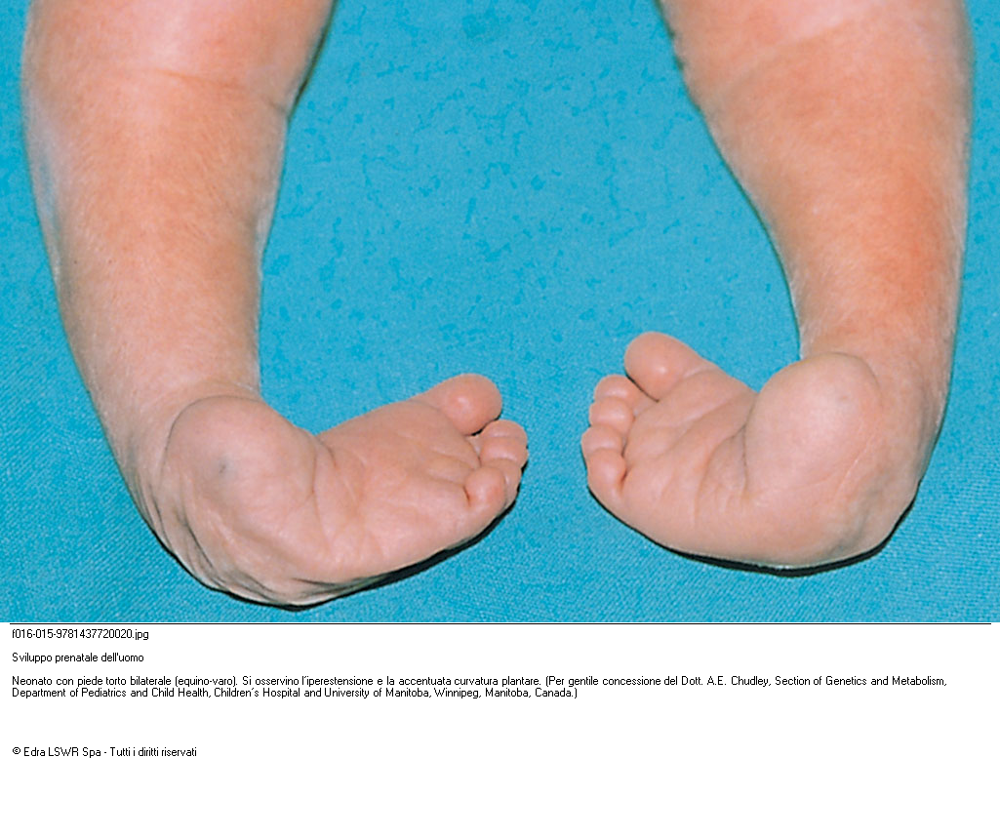 f016-015-9781437720020.jpg
Sviluppo prenatale dell'uomo
Neonato con piede torto bilaterale (equino-varo). Si osservino l´iperestensione e la accentuata curvatura plantare. (Per gentile concessione del Dott. A.E. Chudley, Section of Genetics and Metabolism,
Department of Pediatrics and Child Health, Children´s Hospital and University of Manitoba, Winnipeg, Manitoba, Canada.)
© Edra LSWR Spa - Tutti i diritti riservati